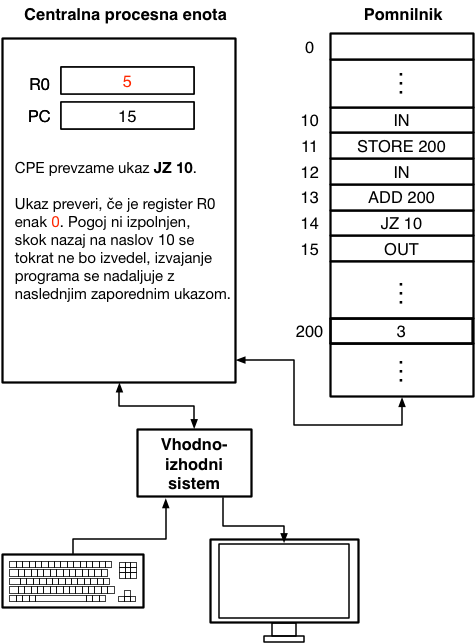 Centralna procesna enota
R0
5
PC
15
CPE prevzame ukaz JZ 10.
Ukaz preveri, če je register R0
enak 0. Pogoj ni izpolnjen,
skok nazaj na naslov 10 se
tokrat ne bo izvedel, izvajanje
programa se nadaljuje z
naslednjim zaporednim ukazom.
Pomnilnik
0
10 IN
11 STORE 200
12 IN
13 ADD 200
14 JZ 10
15 OUT
200 3
Vhodno-
izhodni
sistem